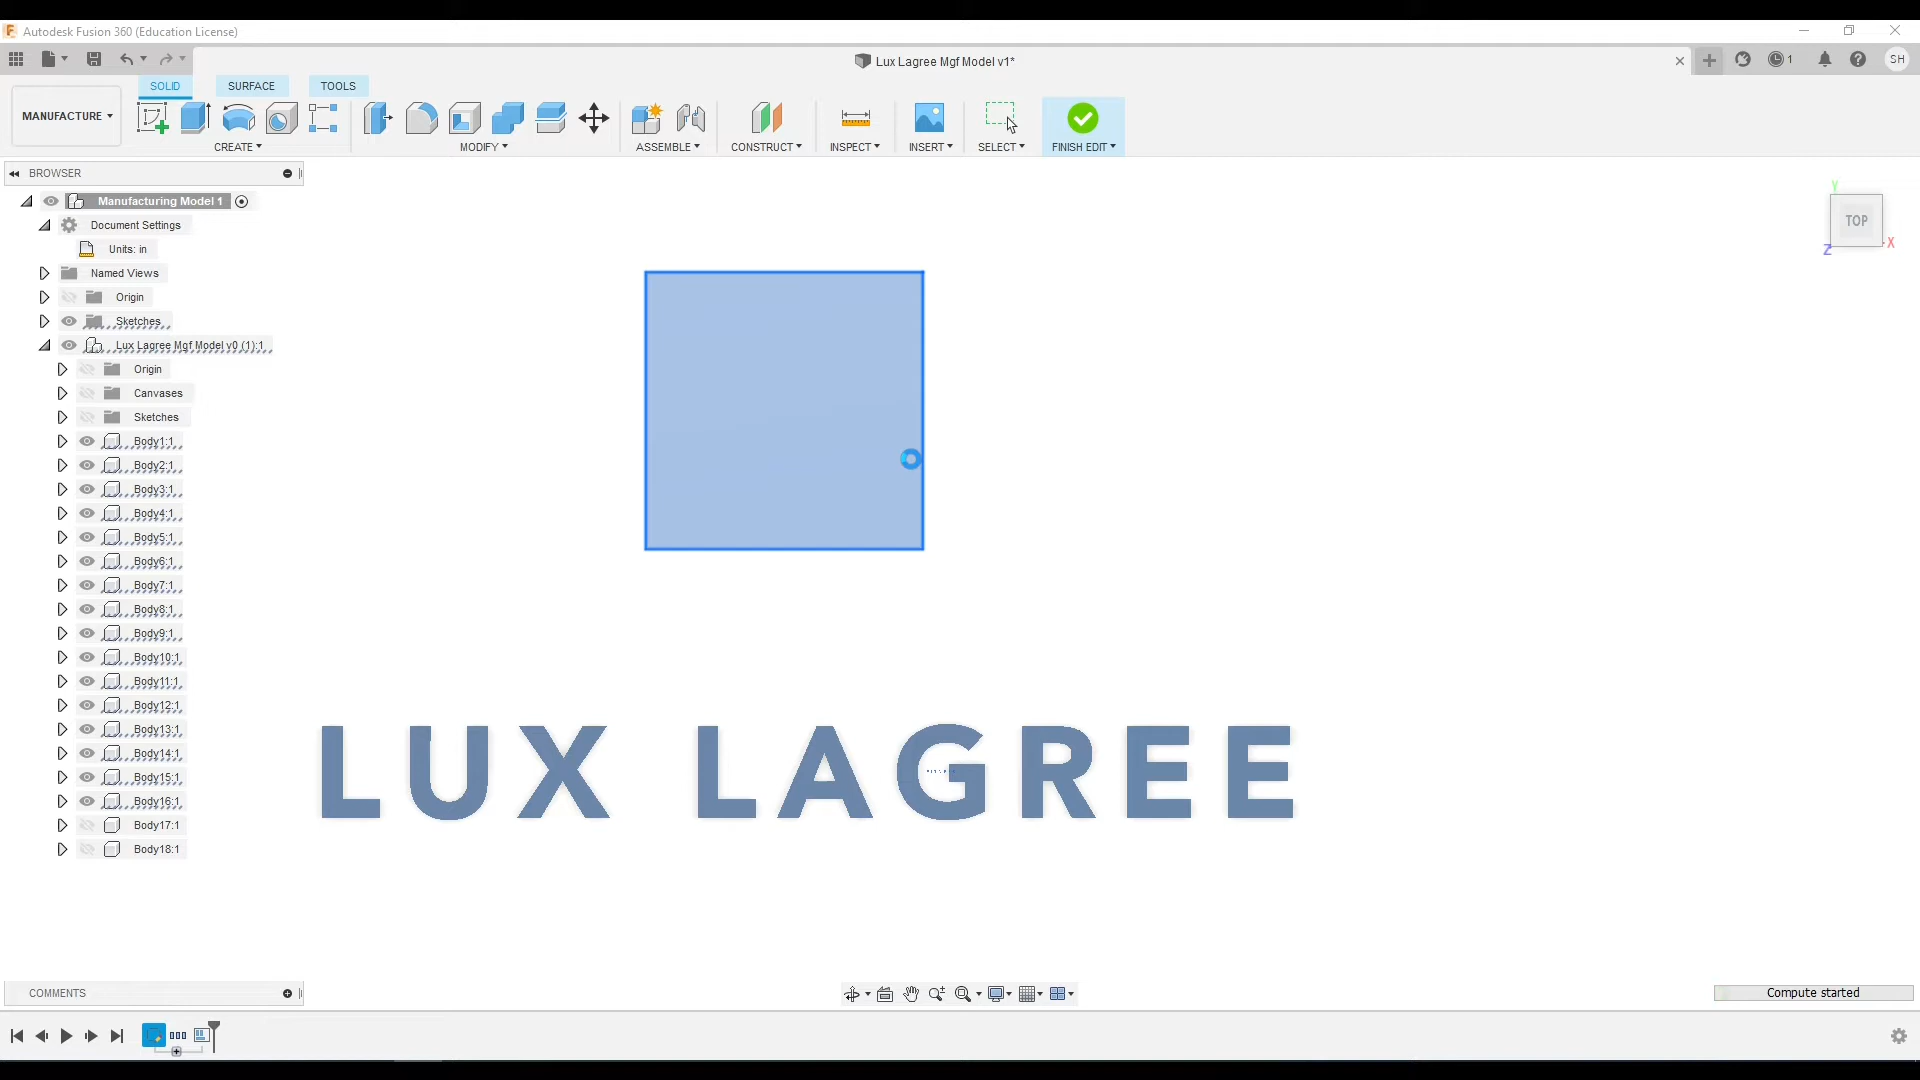 Autodesk Fusion 360 (Education License)
Lux Lagree Mgf Model v1*
1
SH
SOLID
SURFACE
TOOLS
MANUFACTURE
CREATE
MODIFY
ASSEMBLE
CONSTRUCT
INSPECT
INSERT
SELECT
FINISH EDIT
BROWSER
Manufacturing Model 1
Document Settings
Units: in
Named Views
Origin
Sketches
Lux Lagree Mgf Model v0 (1):1
Origin
Canvases
Sketches
Body1:1
Body2:1
Body3:1
Body4:1
Body5:1
Body6:1
Body7:1
Body8:1
Body9:1
Body10:1
Body11:1
Body12:1
Body13:1
Body14:1
Body15:1
Body16:1
Body17:1
Body18:1
Y
TOP
X
Z
LUX LAGREE
COMMENTS
Compute started